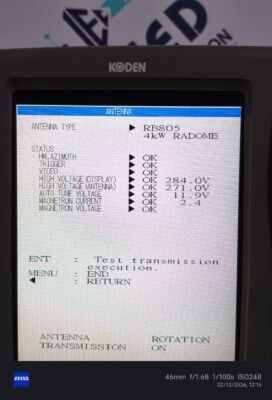 KODEN
ANTENNA
ANTENNA TYPE ▶ RB805
4kW RADOME
STATUS
HM.AZIMUTH ▶ OK
TRIGGER ▶ OK
VIDEO ▶ OK
HIGH VOLTAGE(DISPLAY) ▶ OK 284.0V
HIGH VOLTAGE(ANTENNA) ▶ OK 271.0V
AUTO TUNE VOLTAGE ▶ OK 11.9V
MAGNETRON CURRENT ▶ OK 2.4
MAGNETRON VOLTAGE ▶ OK
ENT : Test transmission
execution.
MENU : END
◀ : RETURN
ANTENNA ROTATION
TRANSMISSION ON
ZEISS
46mm f/1.68 1/100s ISO248
02/12/2026, 12:16